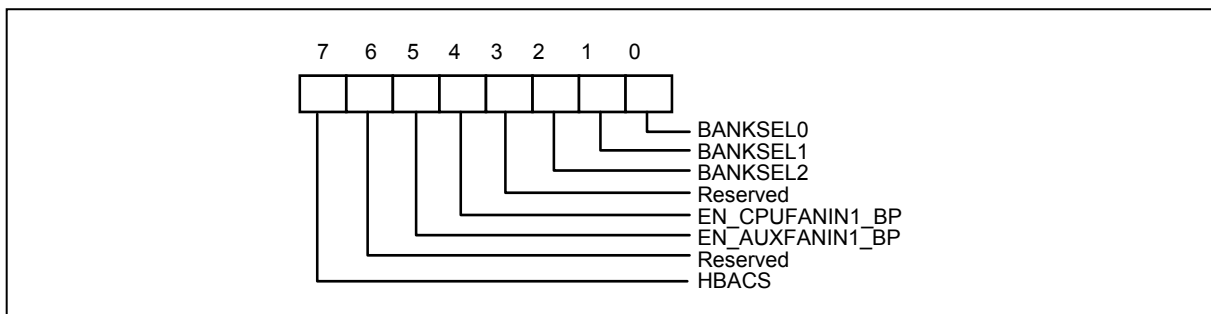 7 6 5 4 3 2 1 0
BANKSEL0
BANKSEL1
BANKSEL2
Reserved
EN_CPUFANIN1_BP
EN_AUXFANIN1_BP
Reserved
HBACS